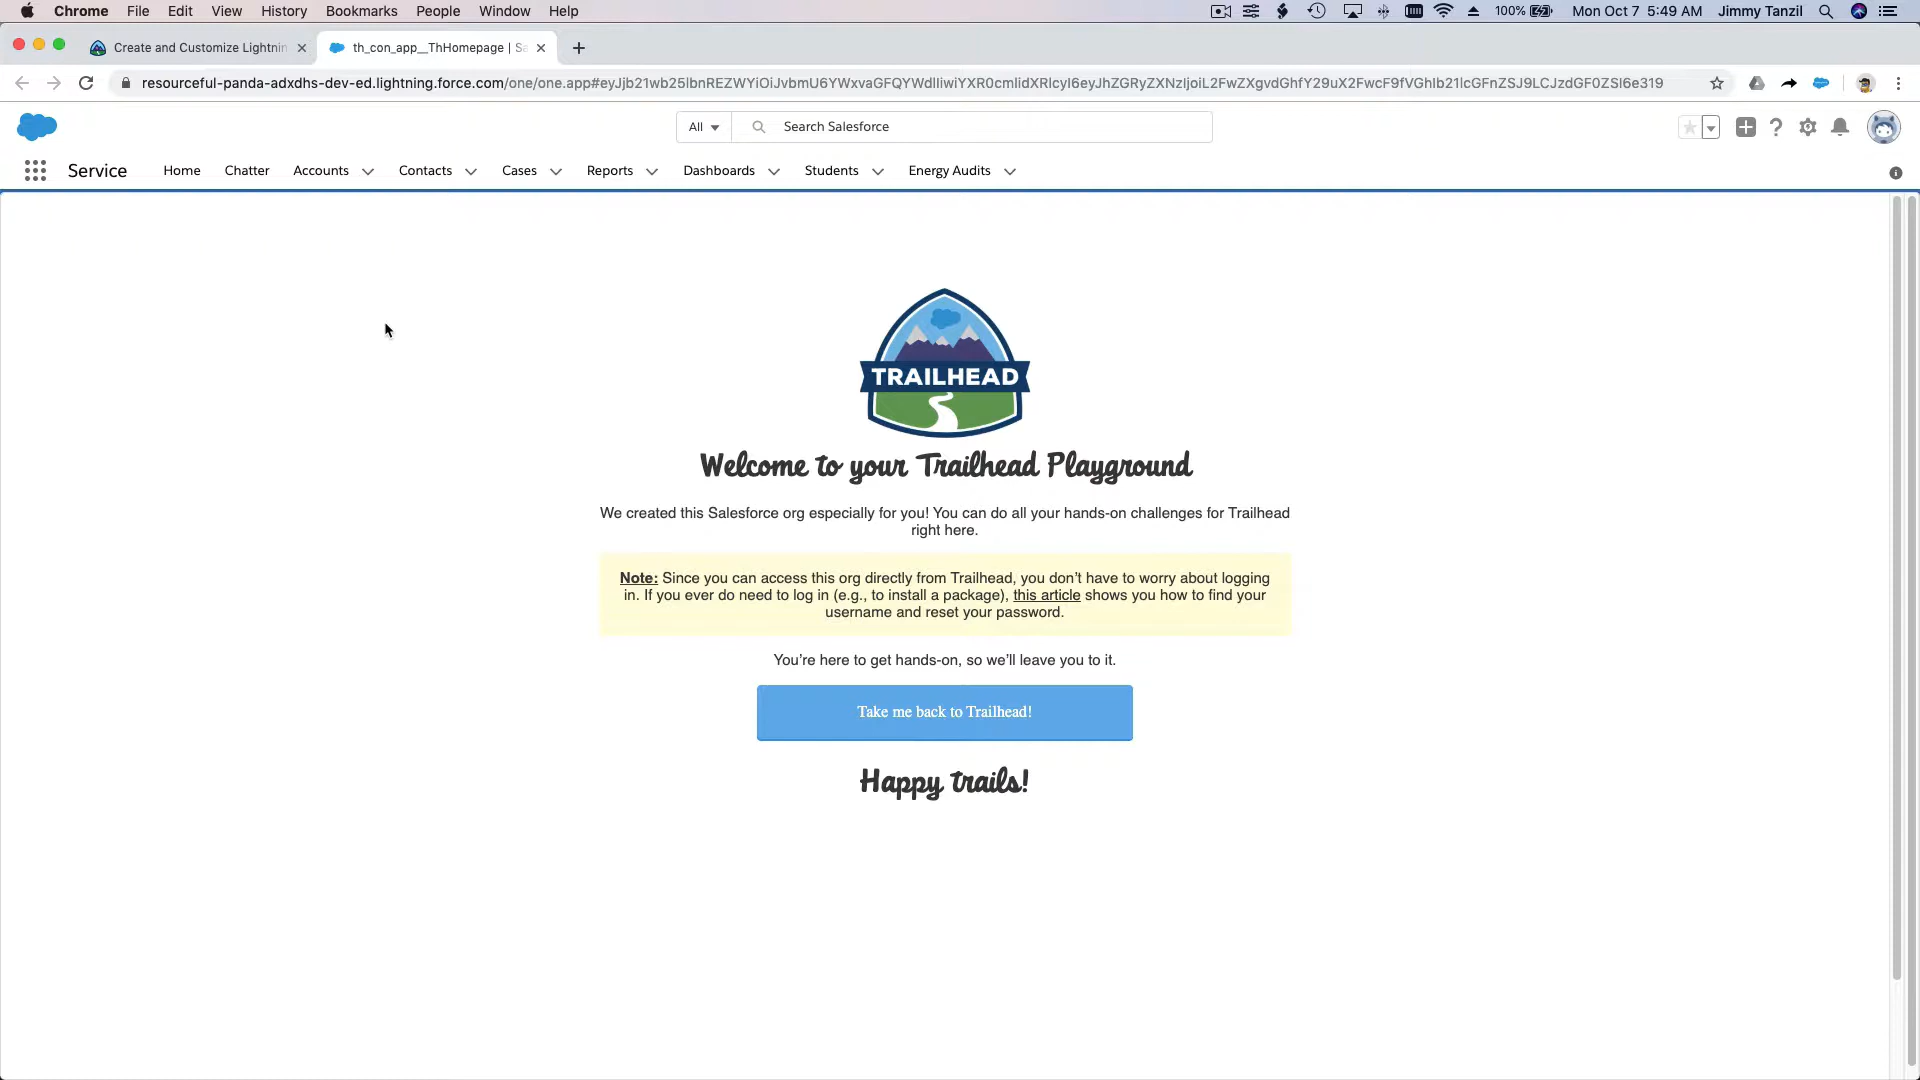 Chrome File Edit View History Bookmarks People Window Help 100% Mon Oct 7 5:49 AM Jimmy Tanzil
Create and Customize Lightnin th_con_app__ThHomepage | Sa
resourceful-panda-adxdhs-dev-ed.lightning.force.com/one/one.app#eyJjb21wb25lbnREZWYiOiJvbmU6YWxvaGFQYWdlIiwiYXR0cmlidXRlcyI6eyJhZGRyZXNzIjoiL2FwZXgvdGhfY29uX2FwcF9fVGhIb21lcGFnZSJ9LCJzdGF0ZSI6e319
All Search Salesforce
Service Home Chatter Accounts Contacts Cases Reports Dashboards Students Energy Audits
TRAILHEAD
Welcome to your Trailhead Playground
We created this Salesforce org especially for you! You can do all your hands-on challenges for Trailhead
right here.
Note: Since you can access this org directly from Trailhead, you don't have to worry about logging
in. If you ever do need to log in (e.g., to install a package), this article shows you how to find your
username and reset your password.
You're here to get hands-on, so we'll leave you to it.
Take me back to Trailhead!
Happy trails!